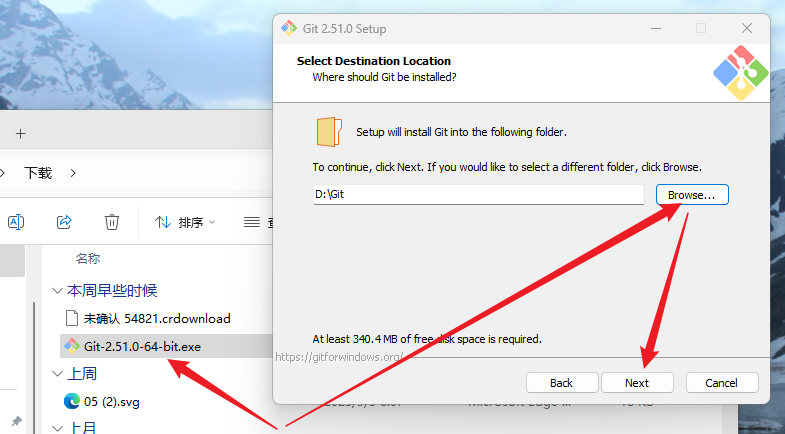 Git 2.51.0 Setup
Select Destination Location
Where should Git be installed?
Setup will install Git into the following folder.
To continue, click Next. If you would like to select a different folder, click Browse.
D:\Git
Browse...
At least 340.4 MB of free disk space is required.
https://gitforwindows.org/
Back
Next
Cancel
下载
排序
名称
本周早些时候
未确认 54821.crdownload
Git-2.51.0-64-bit.exe
上周
05 (2).svg
上月